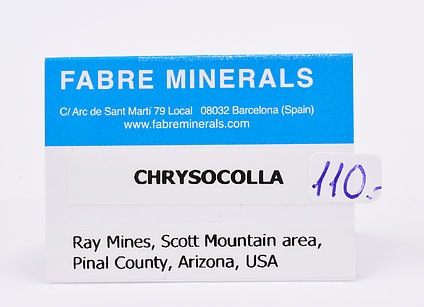 FABRE MINERALS
C/ Arc de Sant Martí 79 Local 08032 Barcelona (Spain)
www.fabreminerals.com
CHRYSOCOLLA
110.-
Ray Mines, Scott Mountain area,
Pinal County, Arizona, USA